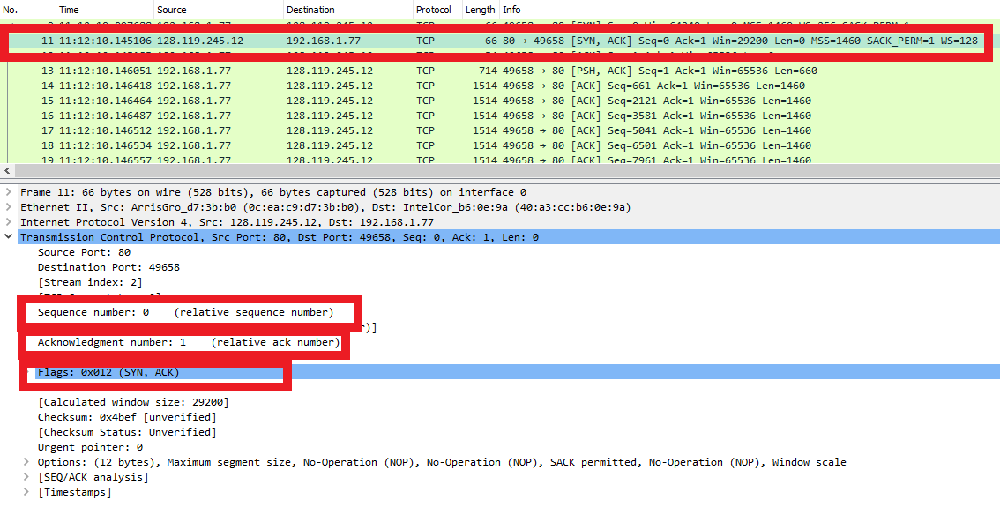 No. Time Source Destination Protocol Length Info
11 11:12:10.145106 128.119.245.12 192.168.1.77 TCP 66 80 → 49658 [SYN, ACK] Seq=0 Ack=1 Win=29200 Len=0 MSS=1460 SACK_PERM=1 WS=128
13 11:12:10.146051 192.168.1.77 128.119.245.12 TCP 714 49658 → 80 [PSH, ACK] Seq=1 Ack=1 Win=65536 Len=660
14 11:12:10.146418 192.168.1.77 128.119.245.12 TCP 1514 49658 → 80 [ACK] Seq=661 Ack=1 Win=65536 Len=1460
15 11:12:10.146464 192.168.1.77 128.119.245.12 TCP 1514 49658 → 80 [ACK] Seq=2121 Ack=1 Win=65536 Len=1460
16 11:12:10.146487 192.168.1.77 128.119.245.12 TCP 1514 49658 → 80 [ACK] Seq=3581 Ack=1 Win=65536 Len=1460
17 11:12:10.146512 192.168.1.77 128.119.245.12 TCP 1514 49658 → 80 [ACK] Seq=5041 Ack=1 Win=65536 Len=1460
18 11:12:10.146534 192.168.1.77 128.119.245.12 TCP 1514 49658 → 80 [ACK] Seq=6501 Ack=1 Win=65536 Len=1460
19 11:12:10.146557 192.168.1.77 128.119.245.12 TCP 1514 49658 → 80 [ACK] Seq=7961 Ack=1 Win=65536 Len=1460
Frame 11: 66 bytes on wire (528 bits), 66 bytes captured (528 bits) on interface 0
Ethernet II, Src: ArrisGro_d7:3b:b0 (0c:ea:c9:d7:3b:b0), Dst: IntelCor_b6:0e:9a (40:a3:cc:b6:0e:9a)
Internet Protocol Version 4, Src: 128.119.245.12, Dst: 192.168.1.77
Transmission Control Protocol, Src Port: 80, Dst Port: 49658, Seq: 0, Ack: 1, Len: 0
Source Port: 80
Destination Port: 49658
[Stream index: 2]
Sequence number: 0 (relative sequence number)
Acknowledgment number: 1 (relative ack number)
Flags: 0x012 (SYN, ACK)
[Calculated window size: 29200]
Checksum: 0x4bef [unverified]
[Checksum Status: Unverified]
Urgent pointer: 0
Options: (12 bytes), Maximum segment size, No-Operation (NOP), No-Operation (NOP), SACK permitted, No-Operation (NOP), Window scale
[SEQ/ACK analysis]
[Timestamps]